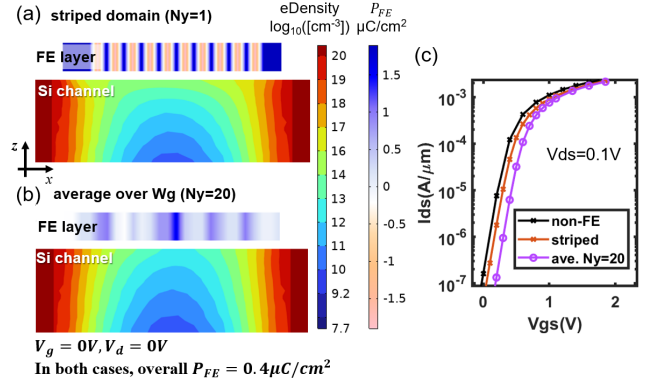 (a) striped domain (Ny=1)
FE layer
Si channel
z
x
(b) average over Wg (Ny=20)
FE layer
Si channel
V_g = 0V, V_d = 0V
In both cases, overall P_FE = 0.4μC/cm²
eDensity
log₁₀([cm⁻³])
20
19
18
17
16
15
14
13
12
11
10
9.2
7.7
P_FE
μC/cm²
1.5
1
0.5
0
-0.5
-1
-1.5
(c)
Ids(A/μm)
10⁻³
10⁻⁴
10⁻⁵
10⁻⁶
10⁻⁷
Vds=0.1V
non-FE
striped
ave. Ny=20
0 1 2
Vgs(V)